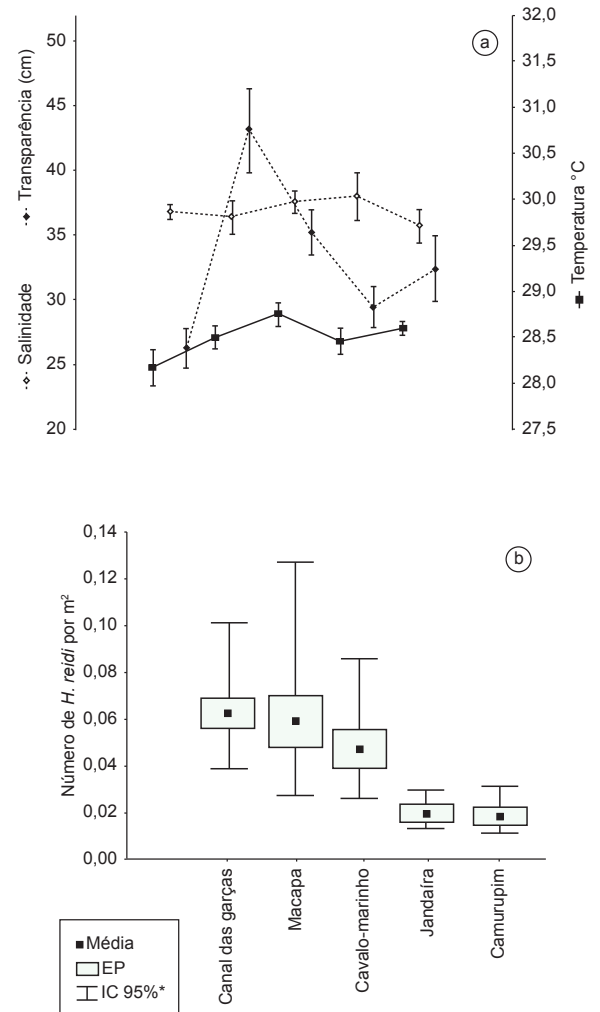 a
Transparência (cm)
Salinidade
50
45
40
35
30
25
20
32,0
31,5
31,0
30,5
30,0
29,5
29,0
28,5
28,0
27,5
Temperatura °C
b
Número de H. reidi por m²
0,14
0,12
0,10
0,08
0,06
0,04
0,02
0,00
Canal das garças
Macapa
Cavalo-marinho
Jandaíra
Camurupim
Média
EP
IC 95%*